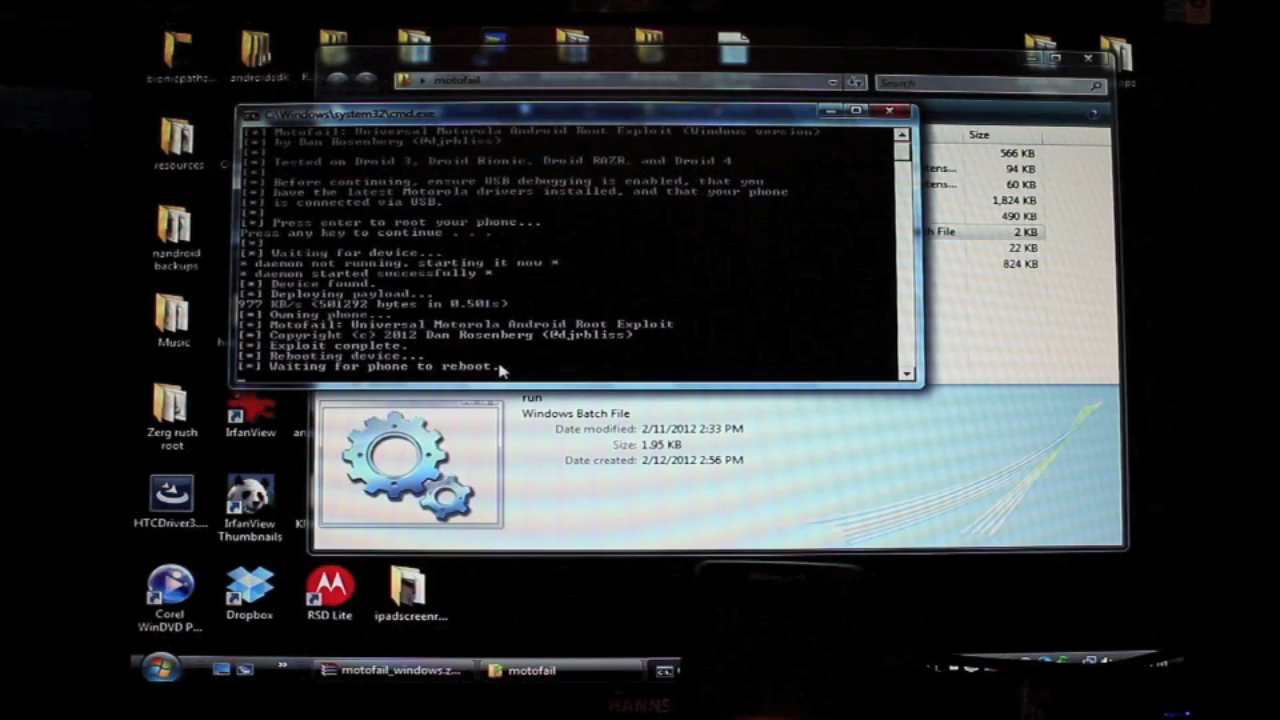 bionicpaths...
androidsdk
motofail
Search
C:\Windows\system32\cmd.exe
[*] Motofail: Universal Motorola Android Root Exploit (Windows version)
[*] by Dan Rosenberg (@djrbliss)
[*]
[*] Tested on Droid 3, Droid Bionic, Droid RAZR, and Droid 4
[*]
[*] Before continuing, ensure USB debugging is enabled, that you
[*] have the latest Motorola drivers installed, and that your phone
[*] is connected via USB.
[*]
[*] Press enter to root your phone...
Press any key to continue . . .
[*]
[*] Waiting for device...
* daemon not running. starting it now *
* daemon started successfully *
[*] Device found.
[*] Deploying payload...
977 KB/s (501292 bytes in 0.501s)
[*] Owning phone...
[*] Motofail: Universal Motorola Android Root Exploit
[*] Copyright (c) 2012 Dan Rosenberg (@djrbliss)
[*] Exploit complete.
[*] Rebooting device...
[*] Waiting for phone to reboot.
Size
566 KB
94 KB
60 KB
1,824 KB
490 KB
h File 2 KB
22 KB
824 KB
resources
nandroid
backups
Music
Zerg rush
root
IrfanView
run
Windows Batch File
Date modified: 2/11/2012 2:33 PM
Size: 1.95 KB
Date created: 2/12/2012 2:56 PM
HTCDriver3....
IrfanView
Thumbnails
Corel
WinDVD P...
Dropbox
RSD Lite
ipadscreenr...
motofail_windows.z...
motofail
HANNS